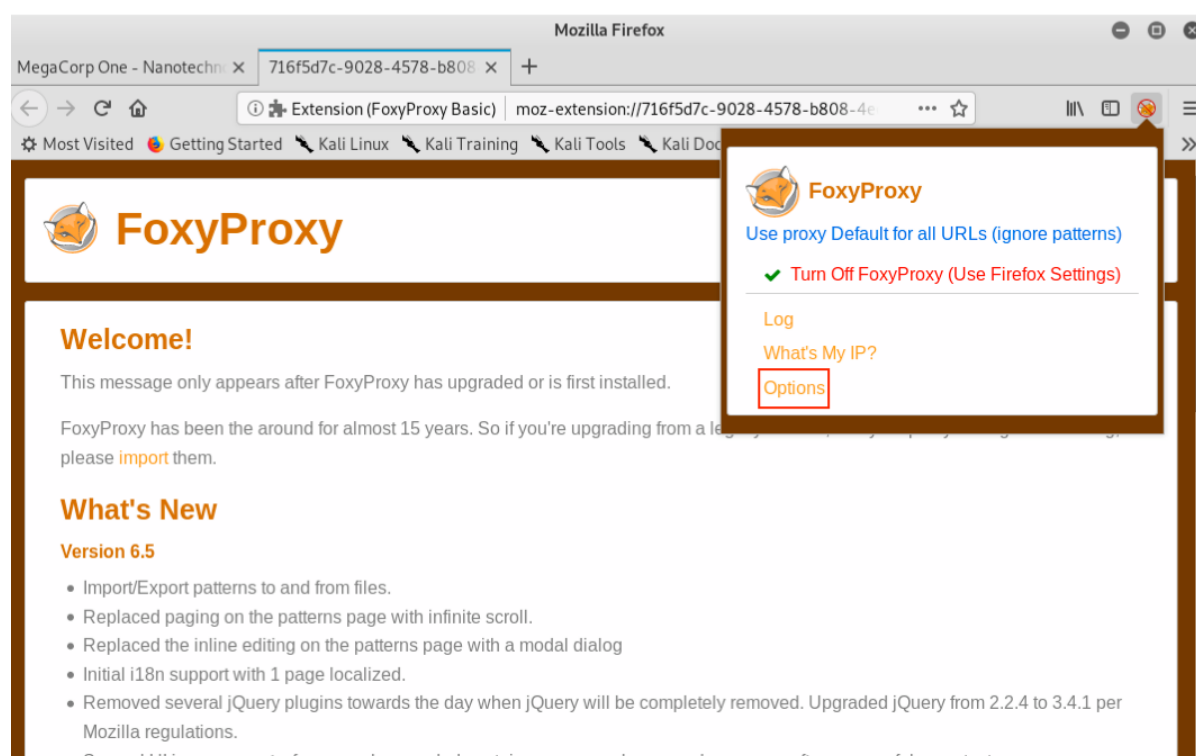 Mozilla Firefox
MegaCorp One - Nanotechn
716f5d7c-9028-4578-b808
Extension (FoxyProxy Basic)
moz-extension://716f5d7c-9028-4578-b808-4e
Most Visited
Getting Started
Kali Linux
Kali Training
Kali Tools
Kali Doc
FoxyProxy
FoxyProxy
Use proxy Default for all URLs (ignore patterns)
Turn Off FoxyProxy (Use Firefox Settings)
Log
What's My IP?
Options
Welcome!
This message only appears after FoxyProxy has upgraded or is first installed.
FoxyProxy has been the around for almost 15 years. So if you're upgrading from a
please import them.
What's New
Version 6.5
Import/Export patterns to and from files.
Replaced paging on the patterns page with infinite scroll.
Replaced the inline editing on the patterns page with a modal dialog
Initial i18n support with 1 page localized.
Removed several jQuery plugins towards the day when jQuery will be completely removed. Upgraded jQuery from 2.2.4 to 3.4.1 per
Mozilla regulations.